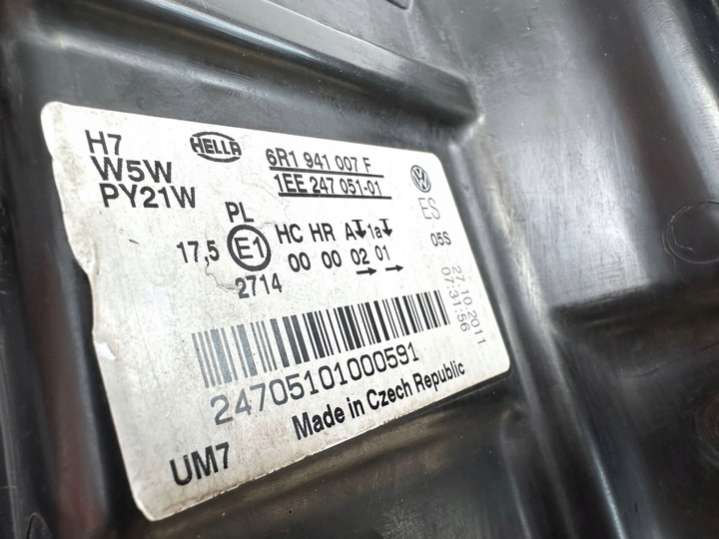 H7
W5W
PY21W
HELLA
6R1 941 007 F
1EE 247 051-01
ES
05S
27.10.2011
07:31:56
PL
17,5 E1 HC HR A 1a
00 00 02 01
2714
24705101000591
Made in Czech Republic
UM7